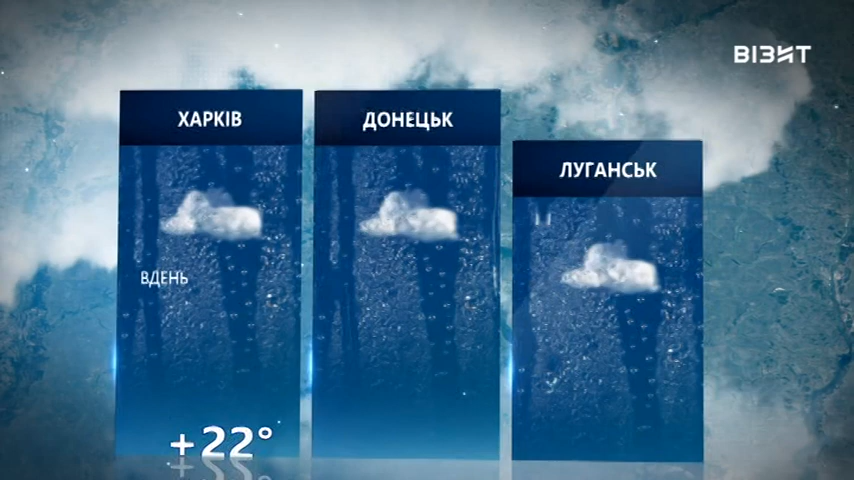 ВІЗИТ
ХАРКІВ
ДОНЕЦЬК
ЛУГАНСЬК
ВДЕНЬ
+22°